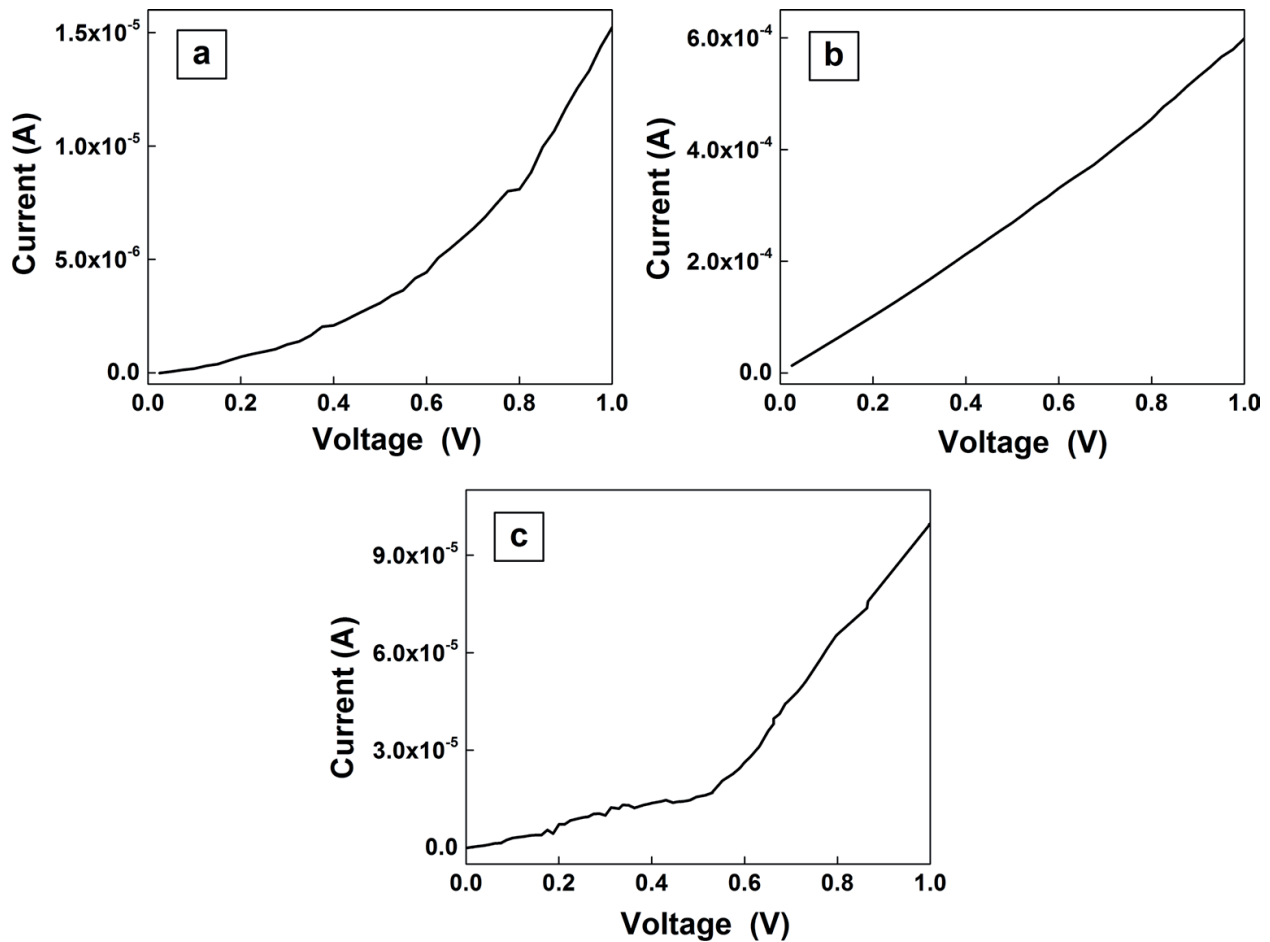 a
1.5x10⁻⁵
1.0x10⁻⁵
5.0x10⁻⁶
0.0
Current (A)
0.0 0.2 0.4 0.6 0.8 1.0
Voltage (V)
b
6.0x10⁻⁴
4.0x10⁻⁴
2.0x10⁻⁴
0.0
Current (A)
0.0 0.2 0.4 0.6 0.8 1.0
Voltage (V)
c
9.0x10⁻⁵
6.0x10⁻⁵
3.0x10⁻⁵
0.0
Current (A)
0.0 0.2 0.4 0.6 0.8 1.0
Voltage (V)